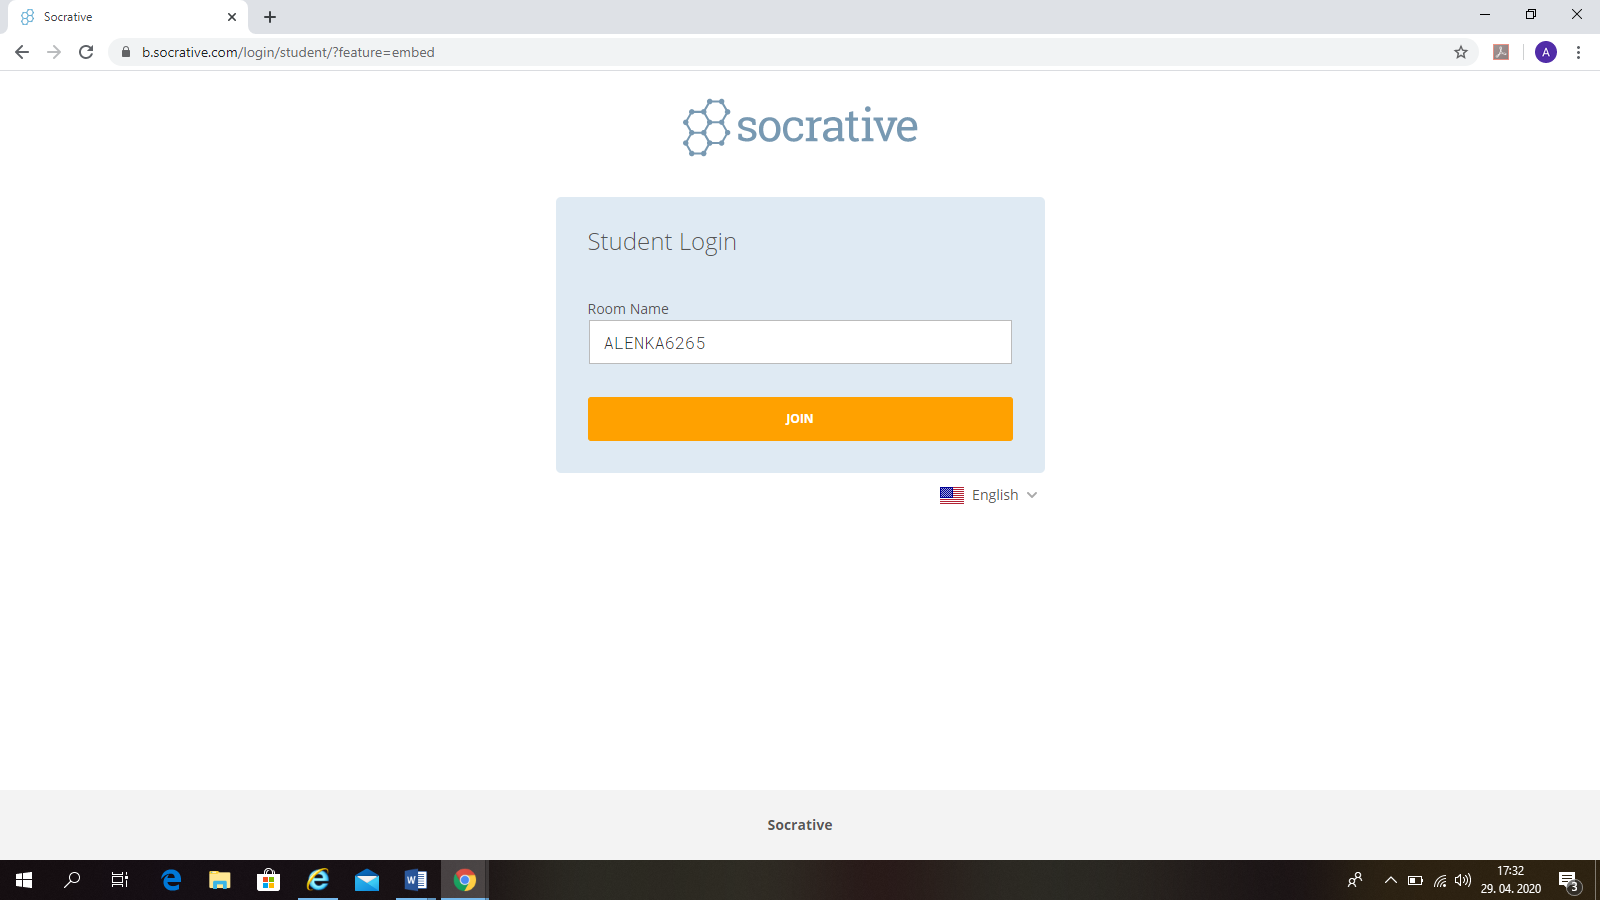 Socrative
b.socrative.com/login/student/?feature=embed
A
socrative
Student Login
Room Name
ALENKA6265
JOIN
English
Socrative
17:32
29. 04. 2020
3